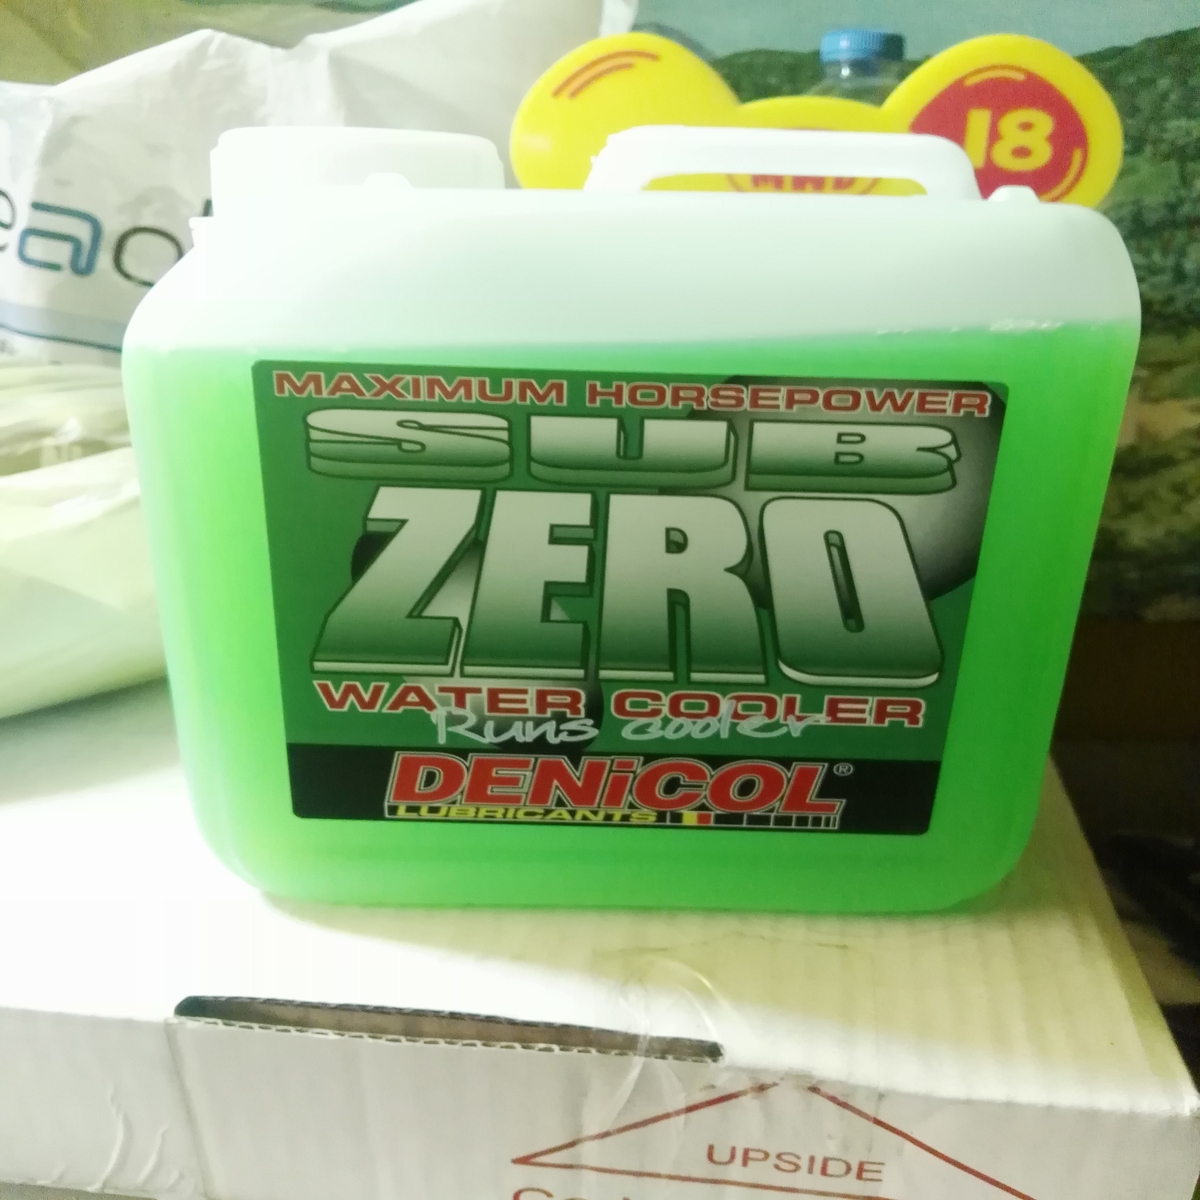 18
MAXIMUM HORSEPOWER
SUB
ZERO
WATER COOLER
Runs cooler
DENiCOL®
LUBRICANTS
UPSIDE